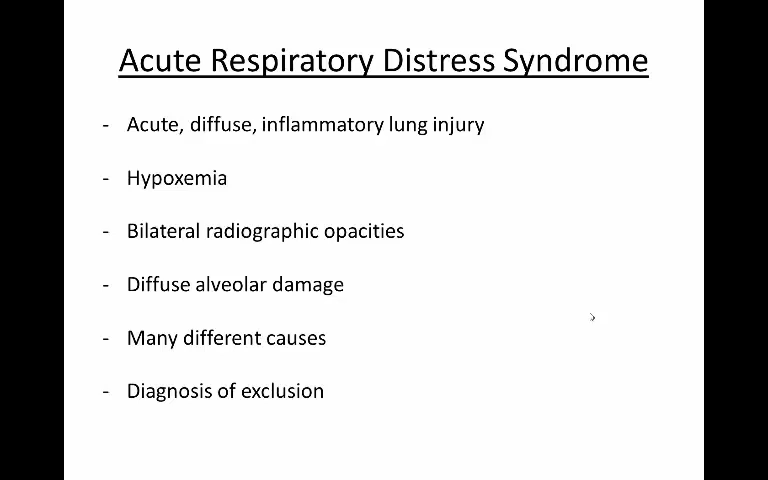 Acute Respiratory Distress Syndrome
- Acute, diffuse, inflammatory lung injury
- Hypoxemia
- Bilateral radiographic opacities
- Diffuse alveolar damage
- Many different causes
- Diagnosis of exclusion